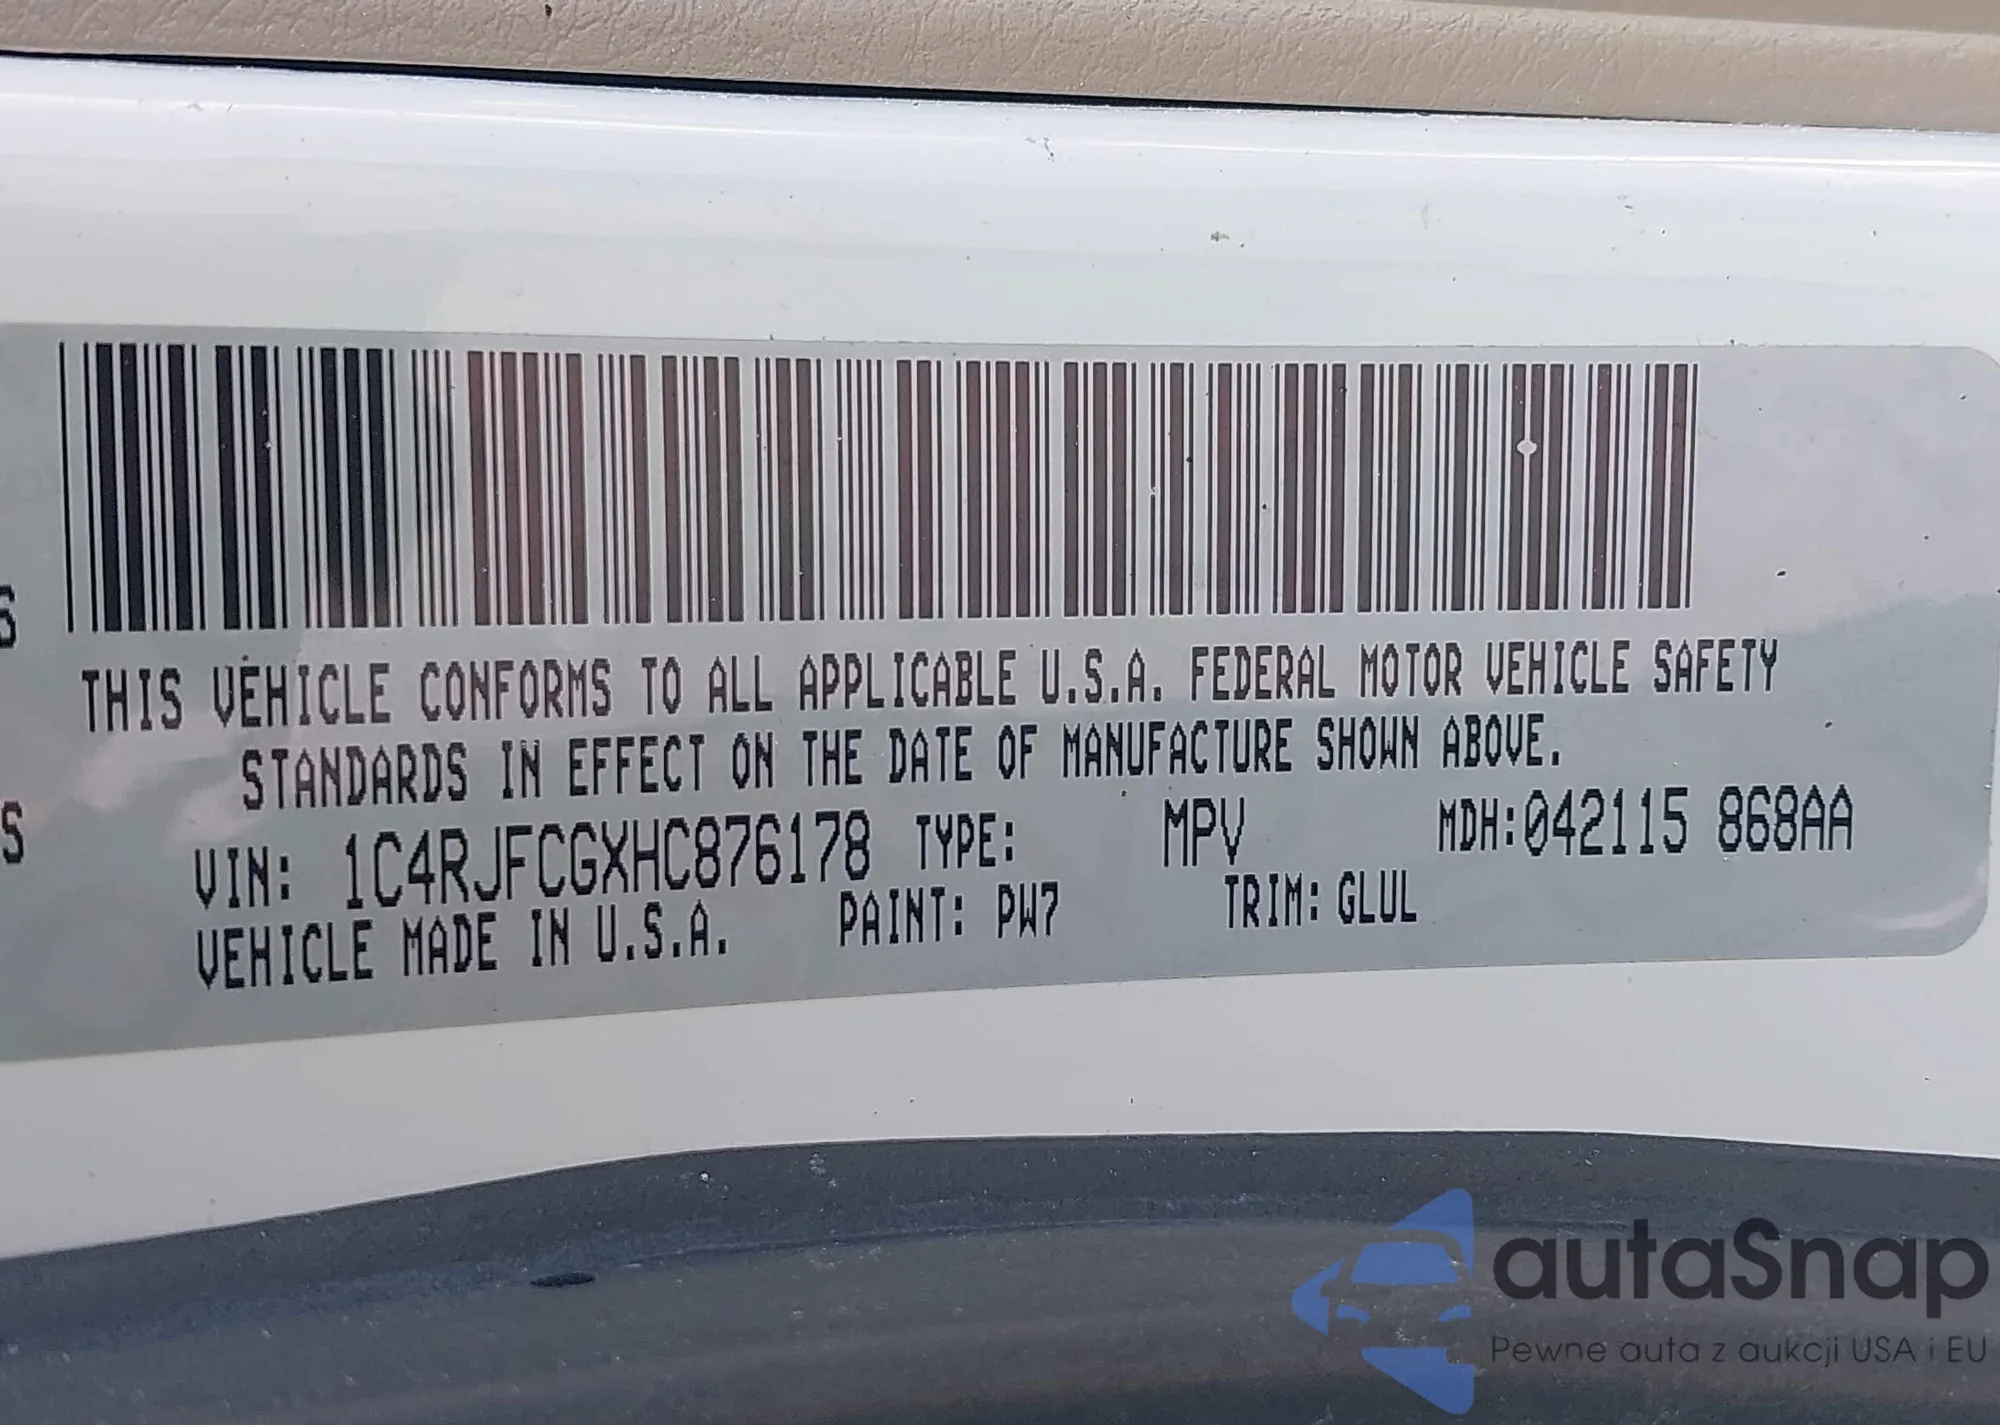 S
THIS VEHICLE CONFORMS TO ALL APPLICABLE U.S.A. FEDERAL MOTOR VEHICLE SAFETY
STANDARDS IN EFFECT ON THE DATE OF MANUFACTURE SHOWN ABOVE.
S
VIN: 1C4RJFCGXHC876178 TYPE: MPV MDH:042115 868AA
VEHICLE MADE IN U.S.A. PAINT: PW7 TRIM: GLUL
autaSnap
Pewne auta z aukcji USA i EU